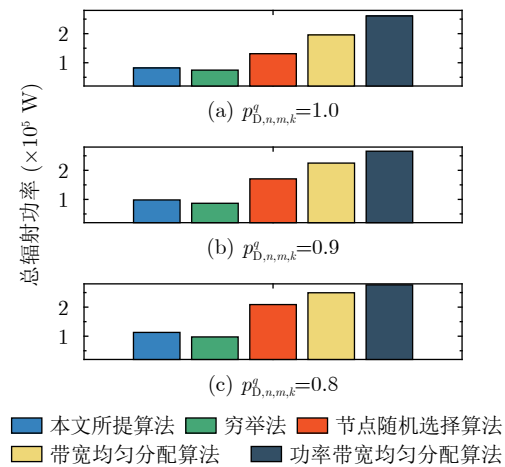 总辐射功率 (×10⁵ W)
2
1
(a) p^q_{D,n,m,k}=1.0
2
1
(b) p^q_{D,n,m,k}=0.9
2
1
(c) p^q_{D,n,m,k}=0.8
本文所提算法 穷举法 节点随机选择算法
带宽均匀分配算法 功率带宽均匀分配算法